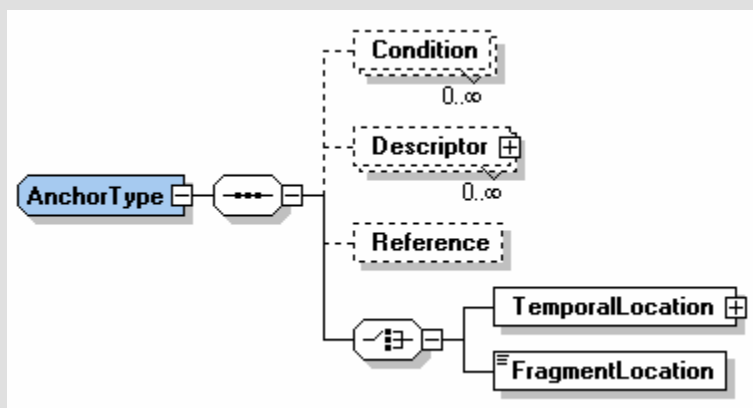 Condition
0..∞
Descriptor
0..∞
AnchorType
Reference
TemporalLocation
FragmentLocation